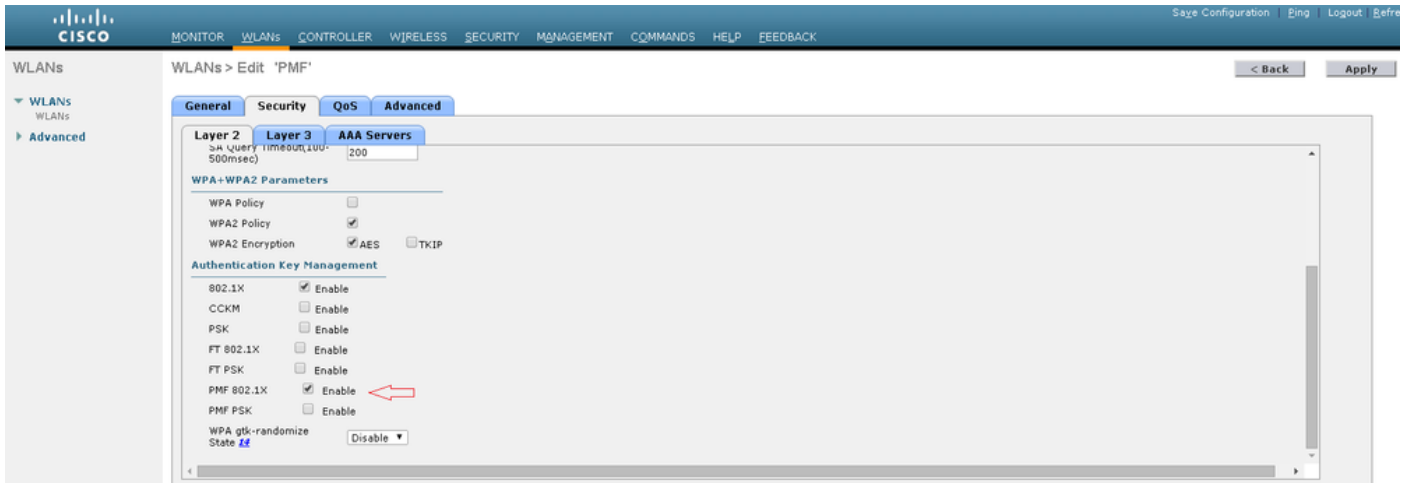 Save Configuration | Ping | Logout | Refre
CISCO
MONITOR WLANs CONTROLLER WIRELESS SECURITY MANAGEMENT COMMANDS HELP FEEDBACK
WLANs
WLANs > Edit 'PMF'
< Back
Apply
WLANs
WLANs
Advanced
General Security QoS Advanced
Layer 2 Layer 3 AAA Servers
SA Query Timeout(100-
500msec)
200
WPA+WPA2 Parameters
WPA Policy
WPA2 Policy
WPA2 Encryption AES TKIP
Authentication Key Management
802.1X Enable
CCKM Enable
PSK Enable
FT 802.1X Enable
FT PSK Enable
PMF 802.1X Enable
PMF PSK Enable
WPA gtk-randomize
State 14
Disable